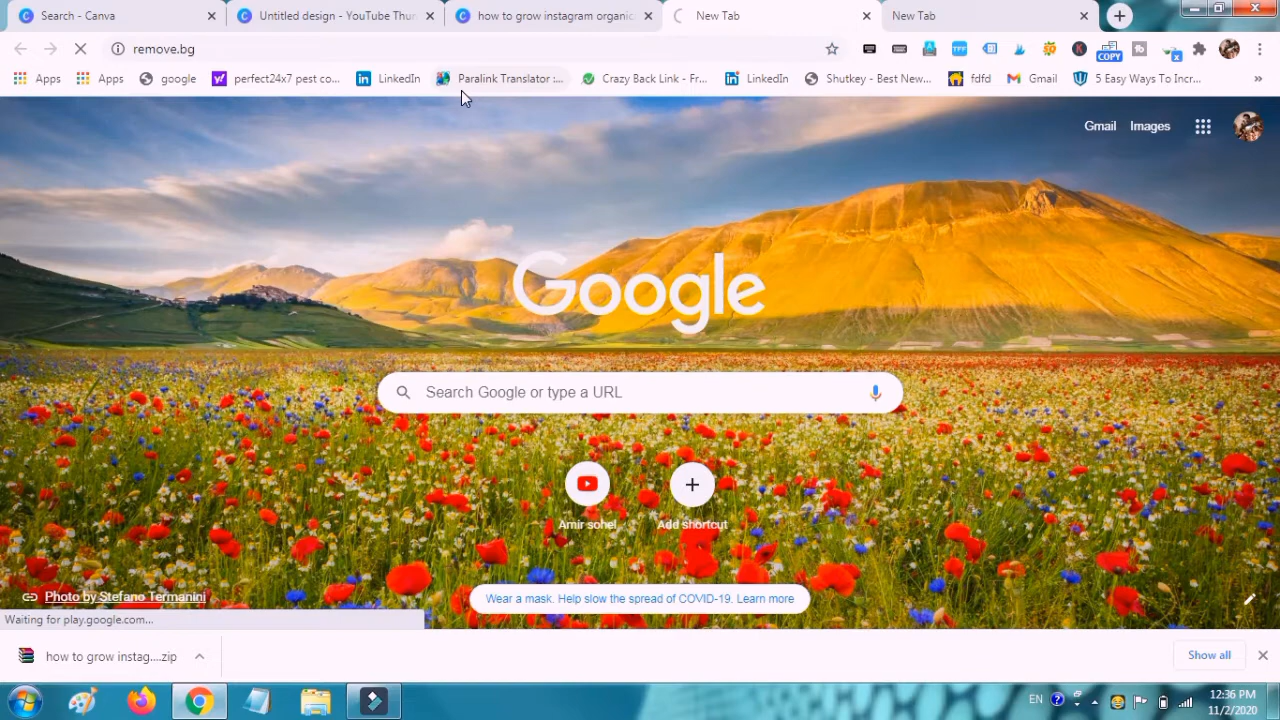 Search - Canva
Untitled design - YouTube Thu
how to grow instagram organic
New Tab
New Tab
remove.bg
TFF
COPY
Apps
Apps
google
perfect24x7 pest co...
LinkedIn
Paralink Translator :...
Crazy Back Link - Fr...
LinkedIn
Shutkey - Best New...
fdfd
Gmail
5 Easy Ways To Incr...
Gmail
Images
Google
Search Google or type a URL
Amir sohel
Add shortcut
Photo by Stefano Termanini
Wear a mask. Help slow the spread of COVID-19. Learn more
Waiting for play.google.com...
how to grow instag....zip
Show all
EN
12:36 PM
11/2/2020